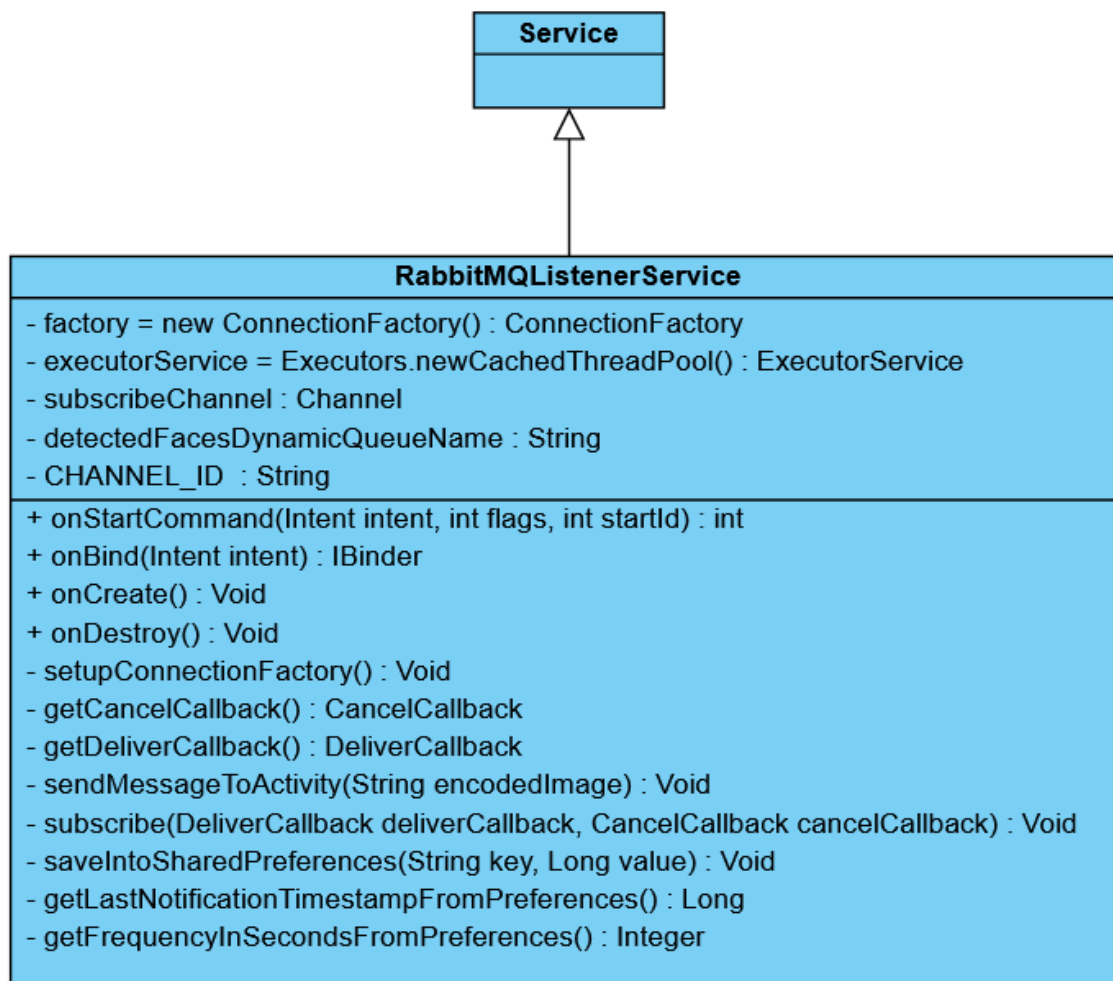 Service
RabbitMQListenerService
- factory = new ConnectionFactory() : ConnectionFactory
- executorService = Executors.newCachedThreadPool() : ExecutorService
- subscribeChannel : Channel
- detectedFacesDynamicQueueName : String
- CHANNEL_ID  : String
+ onStartCommand(Intent intent, int flags, int startId) : int
+ onBind(Intent intent) : IBinder
+ onCreate() : Void
+ onDestroy() : Void
- setupConnectionFactory() : Void
- getCancelCallback() : CancelCallback
- getDeliverCallback() : DeliverCallback
- sendMessageToActivity(String encodedImage) : Void
- subscribe(DeliverCallback deliverCallback, CancelCallback cancelCallback) : Void
- saveIntoSharedPreferences(String key, Long value) : Void
- getLastNotificationTimestampFromPreferences() : Long
- getFrequencyInSecondsFromPreferences() : Integer